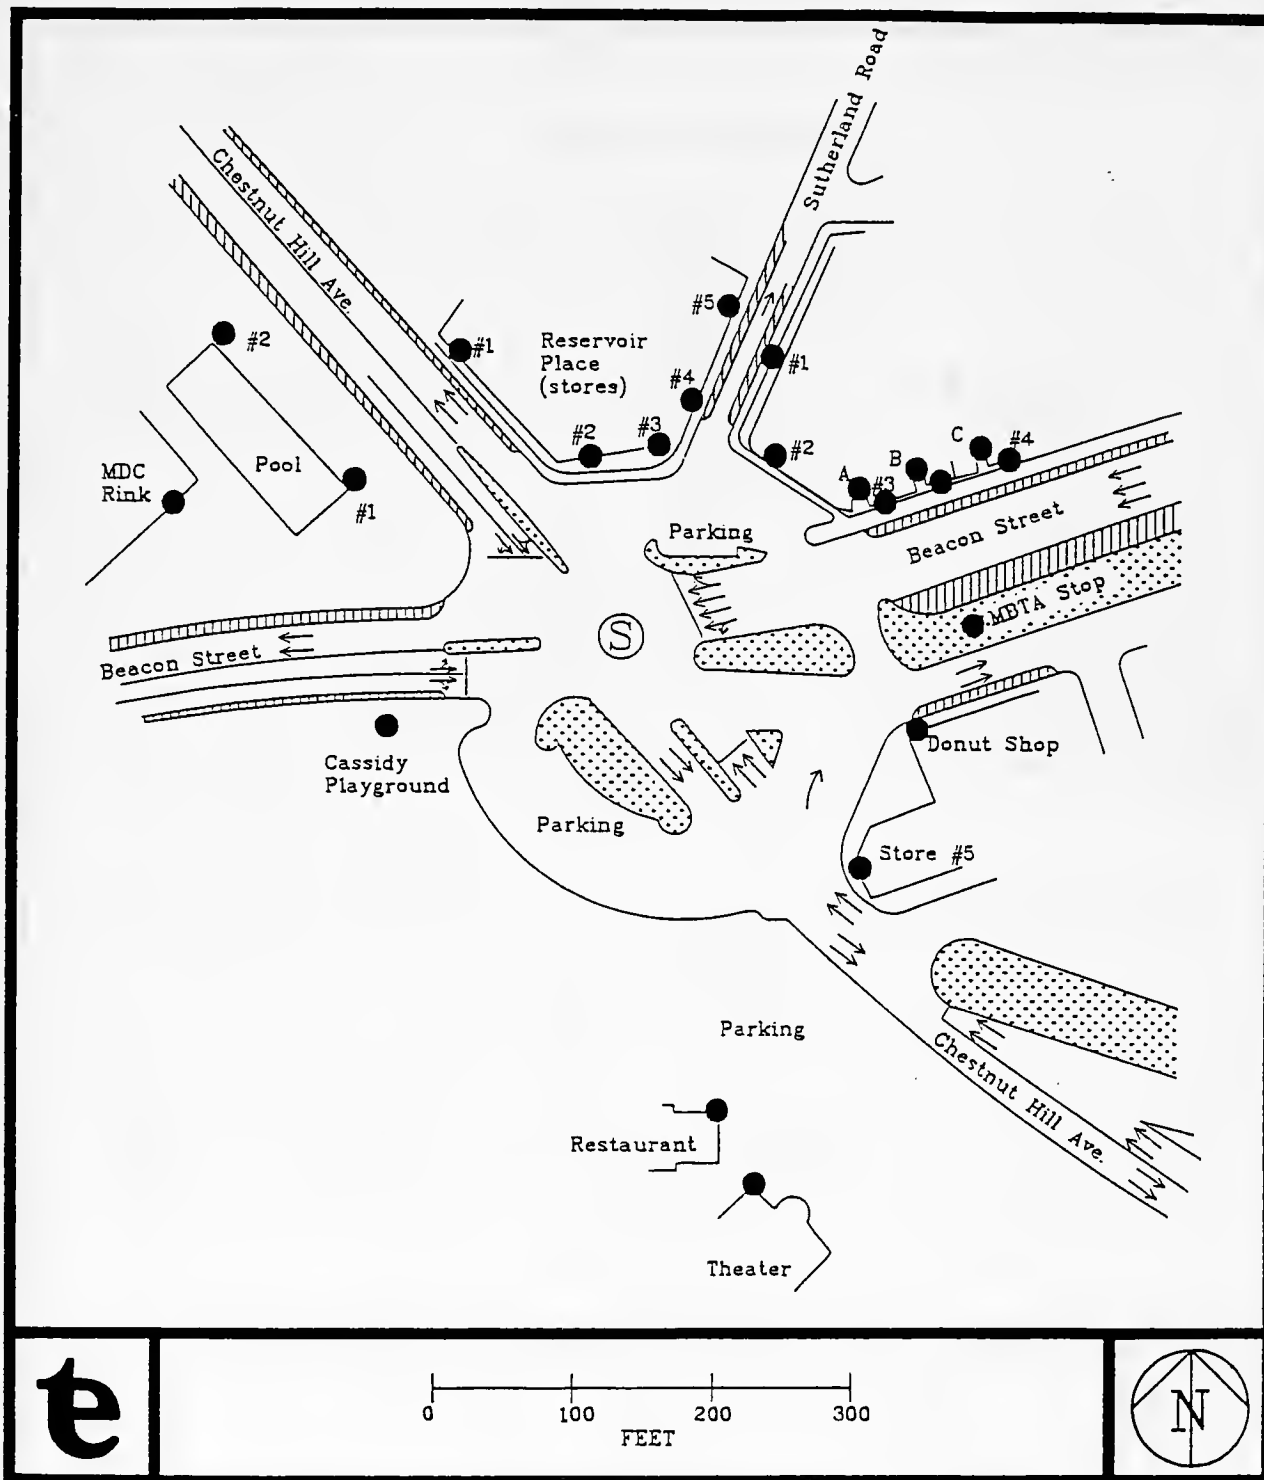 Sutherland Road
Chestnut Hill Ave.
#5
#2
#1
Reservoir
Place
(stores)
#1
#4
#2
#3
#2
A
#3
B
C
#4
MDC
Rink
Pool
#1
Parking
Beacon Street
S
MBTA Stop
Beacon Street
Donut Shop
Cassidy
Playground
Parking
Store #5
Parking
Chestnut Hill Ave.
Restaurant
Theater
te
0 100 200 300
FEET
N